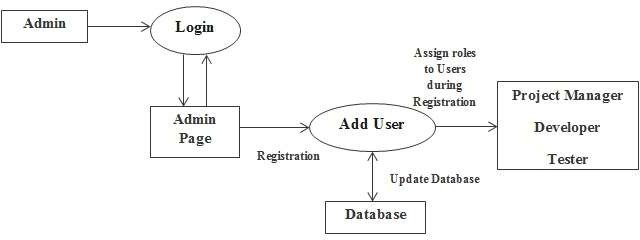 Admin
Login
Assign roles
to Users
during
Registration
Admin
Page
Registration
Add User
Project Manager
Developer
Tester
Update Database
Database